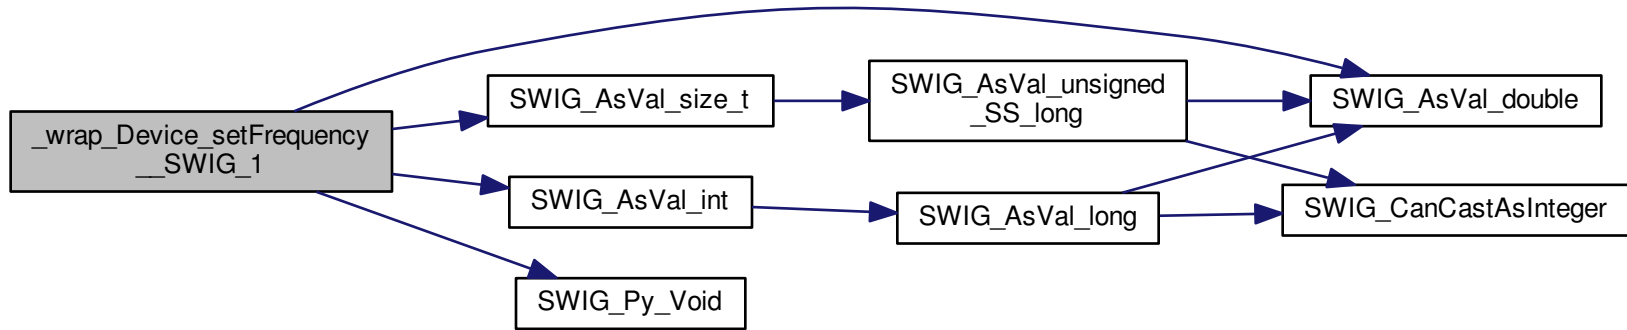 _wrap_Device_setFrequency
__SWIG_1
SWIG_AsVal_size_t
SWIG_AsVal_int
SWIG_Py_Void
SWIG_AsVal_unsigned
_SS_long
SWIG_AsVal_long
SWIG_AsVal_double
SWIG_CanCastAsInteger